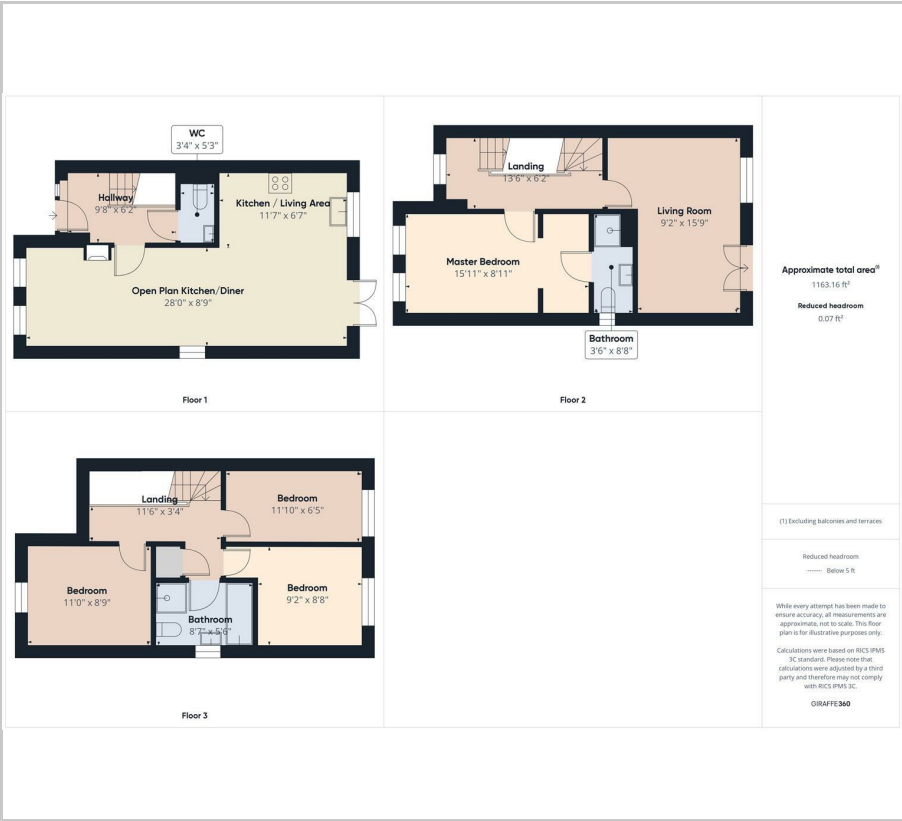 WC
3'4" x 5'3"
Hallway
9'8" x 6'2"
Kitchen / Living Area
11'7" x 6'7"
Open Plan Kitchen/Diner
28'0" x 8'9"
Floor 1
Landing
13'6" x 6'2"
Living Room
9'2" x 15'9"
Master Bedroom
15'11" x 8'11"
Bathroom
3'6" x 8'8"
Floor 2
Landing
11'6" x 3'4"
Bedroom
11'10" x 6'5"
Bedroom
11'0" x 8'9"
Bedroom
9'2" x 8'8"
Bathroom
8'7" x 5'6"
Floor 3
Approximate total area⁽¹⁾
1163.16 ft²
Reduced headroom
0.07 ft²
(1) Excluding balconies and terraces
Reduced headroom
------- Below 5 ft
While every attempt has been made to
ensure accuracy, all measurements are
approximate, not to scale. This floor
plan is for illustrative purposes only.
Calculations were based on RICS IPMS
3C standard. Please note that
calculations were adjusted by a third
party and therefore may not comply
with RICS IPMS 3C.
GIRAFFE360